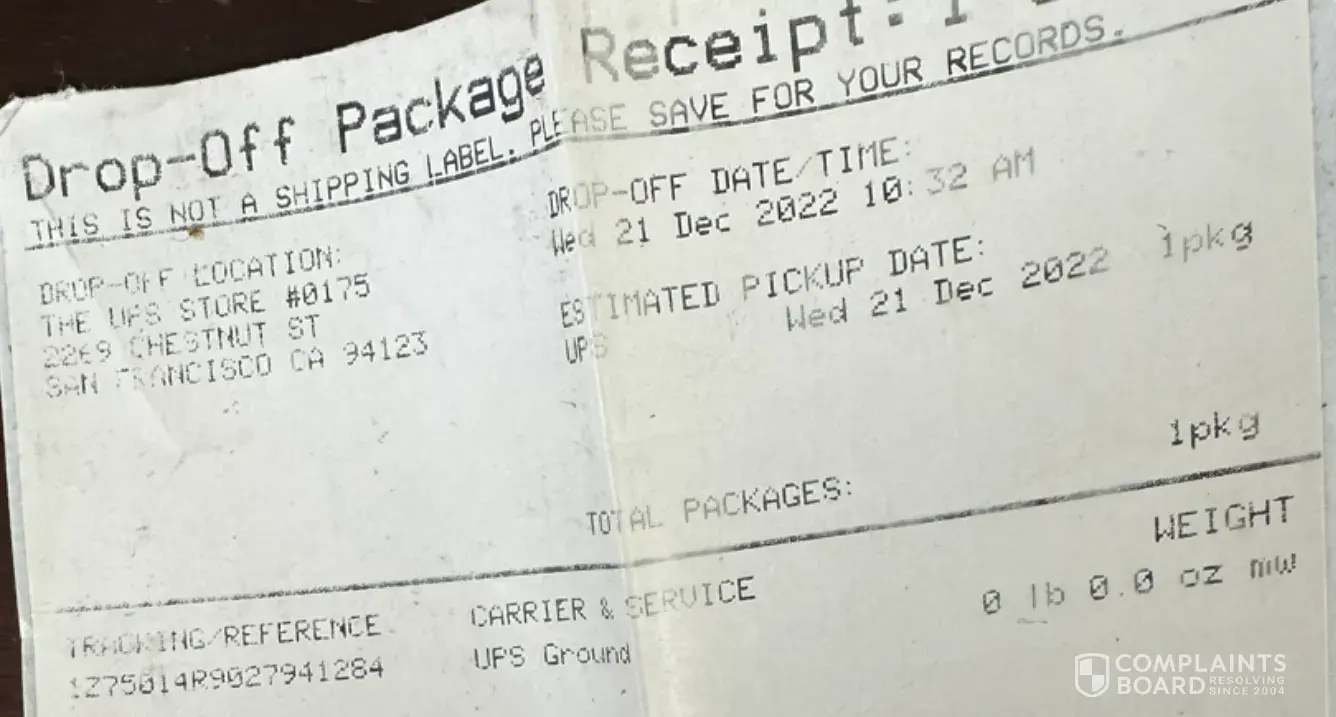 Drop-Off Package Receipt: 1
THIS IS NOT A SHIPPING LABEL. PLEASE SAVE FOR YOUR RECORDS.
DROP-OFF LOCATION:
THE UPS STORE #0175
2269 CHESTNUT ST
SAN FRANCISCO CA 94123
DROP-OFF DATE/TIME:
Wed 21 Dec 2022 10:32 AM
ESTIMATED PICKUP DATE:
Wed 21 Dec 2022 1pkg
UPS
TOTAL PACKAGES: 1pkg
TRACKING/REFERENCE CARRIER & SERVICE WEIGHT
1Z75014R9027941284 UPS Ground 0 lb 0.0 oz mw
COMPLAINTS
BOARD RESOLVING
SINCE 2004